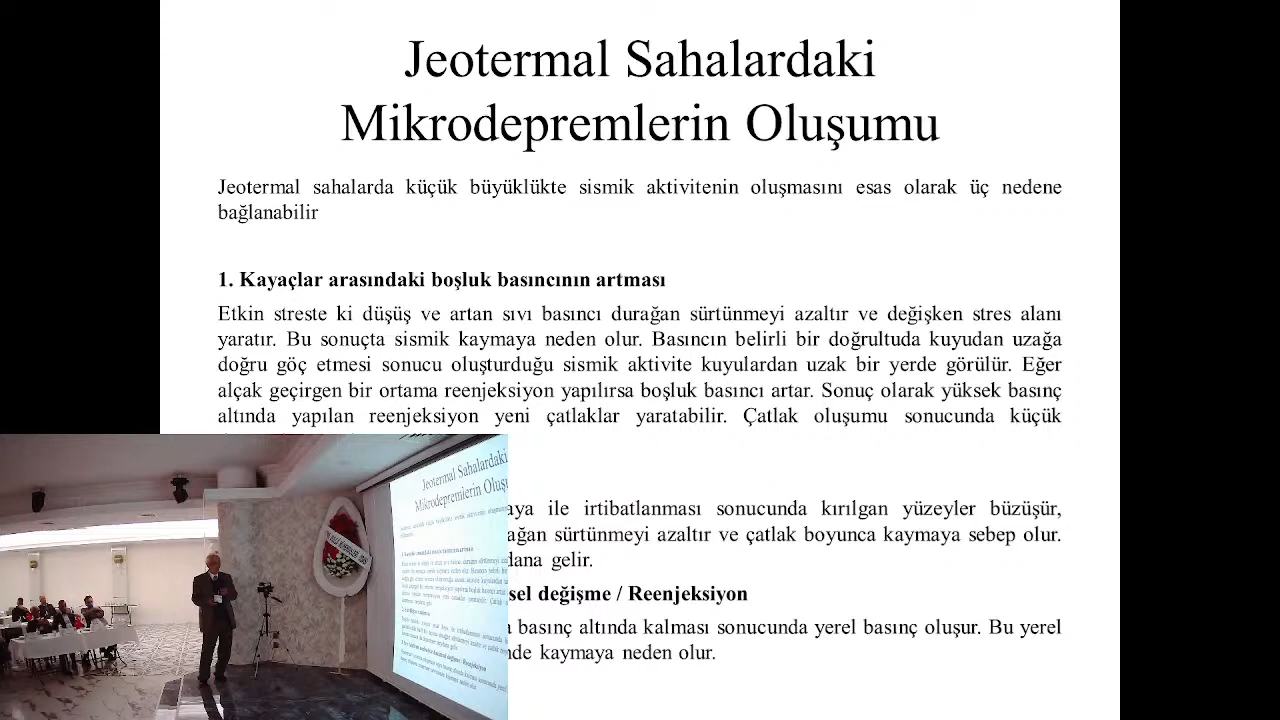 Jeotermal Sahalardaki
Mikrodepremlerin Oluşumu
Jeotermal sahalarda küçük büyüklükte sismik aktivitenin oluşmasını esas olarak üç nedene
bağlanabilir
1. Kayaçlar arasındaki boşluk basıncının artması
Etkin streste ki düşüş ve artan sıvı basıncı durağan sürtünmeyi azaltır ve değişken stres alanı
yaratır. Bu sonuçta sismik kaymaya neden olur. Basıncın belirli bir doğrultuda kuyudan uzağa
doğru göç etmesi sonucu oluşturduğu sismik aktivite kuyulardan uzak bir yerde görülür. Eğer
alçak geçirgen bir ortama reenjeksiyon yapılırsa boşluk basıncı artar. Sonuç olarak yüksek basınç
altında yapılan reenjeksiyon yeni çatlaklar yaratabilir. Çatlak oluşumu sonucunda küçük
ile irtibatlanması sonucunda kırılgan yüzeyler büzüşür,
sürtünmeyi azaltır ve çatlak boyunca kaymaya sebep olur.
gelir.
değişme / Reenjeksiyon
basınç altında kalması sonucunda yerel basınç oluşur. Bu yerel
kaymaya neden olur.
Jeotermal Sahalardaki
Mikrodepremlerin